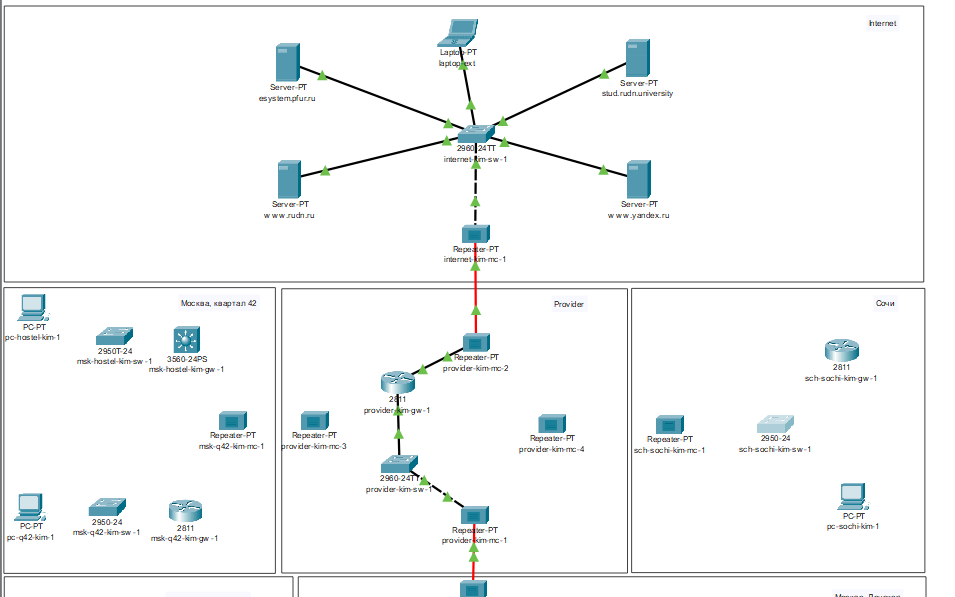 Internet
Laptop-PT
laptop-ext
Server-PT
esystem.pfur.ru
Server-PT
stud.rudn.university
2960-24TT
internet-kim-sw-1
Server-PT
www.rudn.ru
Server-PT
www.yandex.ru
Repeater-PT
internet-kim-mc-1
Москва, квартал 42
PC-PT
pc-hostel-kim-1
2950T-24
msk-hostel-kim-sw-1
3560-24PS
msk-hostel-kim-gw-1
Repeater-PT
msk-q42-kim-mc-1
PC-PT
pc-q42-kim-1
2950-24
msk-q42-kim-sw-1
2811
msk-q42-kim-gw-1
Provider
Repeater-PT
provider-kim-mc-2
2811
provider-kim-gw-1
Repeater-PT
provider-kim-mc-3
Repeater-PT
provider-kim-mc-4
2960-24TT
provider-kim-sw-1
Repeater-PT
provider-kim-mc-1
Сочи
2811
sch-sochi-kim-gw-1
Repeater-PT
sch-sochi-kim-mc-1
2950-24
sch-sochi-kim-sw-1
PC-PT
pc-sochi-kim-1